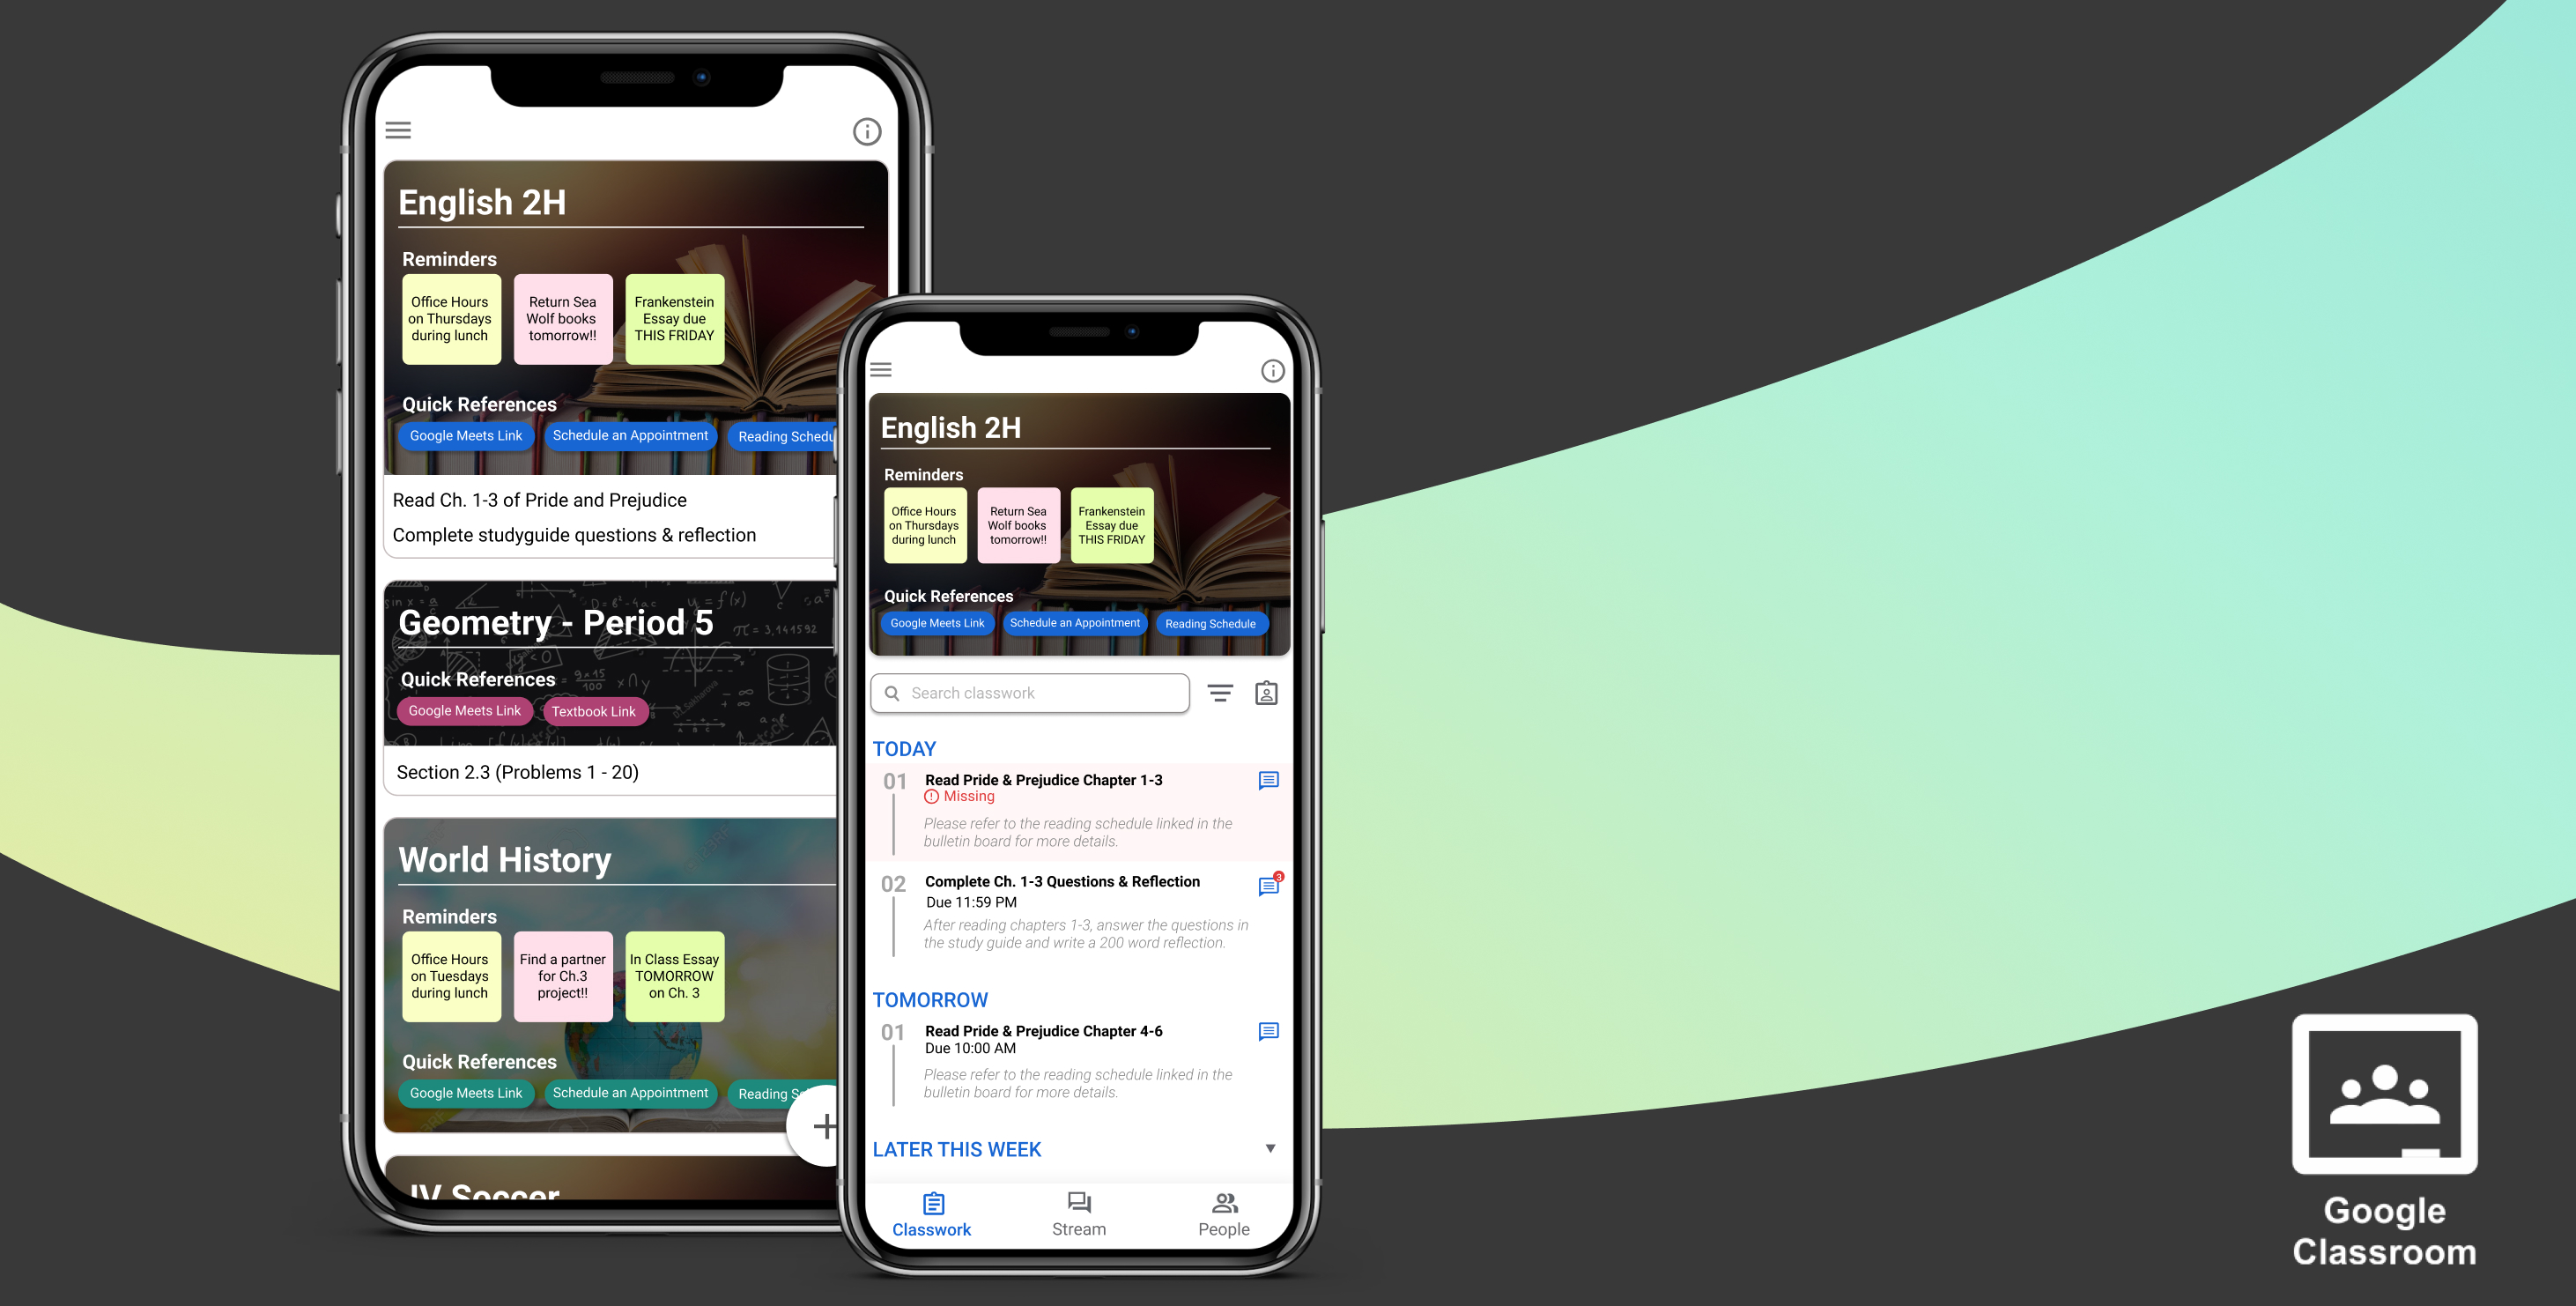 English 2H
Reminders
Office Hours
on Thursdays
during lunch
Return Sea
Wolf books
tomorrow!!
Frankenstein
Essay due
THIS FRIDAY
Quick References
Google Meets Link
Schedule an Appointment
Reading Schedu
Read Ch. 1-3 of Pride and Prejudice
Complete studyguide questions & reflection
Geometry - Period 5
π = 3,141592
Quick References
Google Meets Link
Textbook Link
Section 2.3 (Problems 1 - 20)
World History
Reminders
Office Hours
on Tuesdays
during lunch
Find a partner
for Ch.3
project!!
In Class Essay
TOMORROW
on Ch. 3
Quick References
Google Meets Link
Schedule an Appointment
Reading S
JV Soccer
English 2H
Reminders
Office Hours
on Thursdays
during lunch
Return Sea
Wolf books
tomorrow!!
Frankenstein
Essay due
THIS FRIDAY
Quick References
Google Meets Link
Schedule an Appointment
Reading Schedule
Search classwork
TODAY
01
Read Pride & Prejudice Chapter 1-3
Missing
Please refer to the reading schedule linked in the
bulletin board for more details.
02
Complete Ch. 1-3 Questions & Reflection
3
Due 11:59 PM
After reading chapters 1-3, answer the questions in
the study guide and write a 200 word reflection.
TOMORROW
01
Read Pride & Prejudice Chapter 4-6
Due 10:00 AM
Please refer to the reading schedule linked in the
bulletin board for more details.
LATER THIS WEEK
Classwork
Stream
People
Google
Classroom